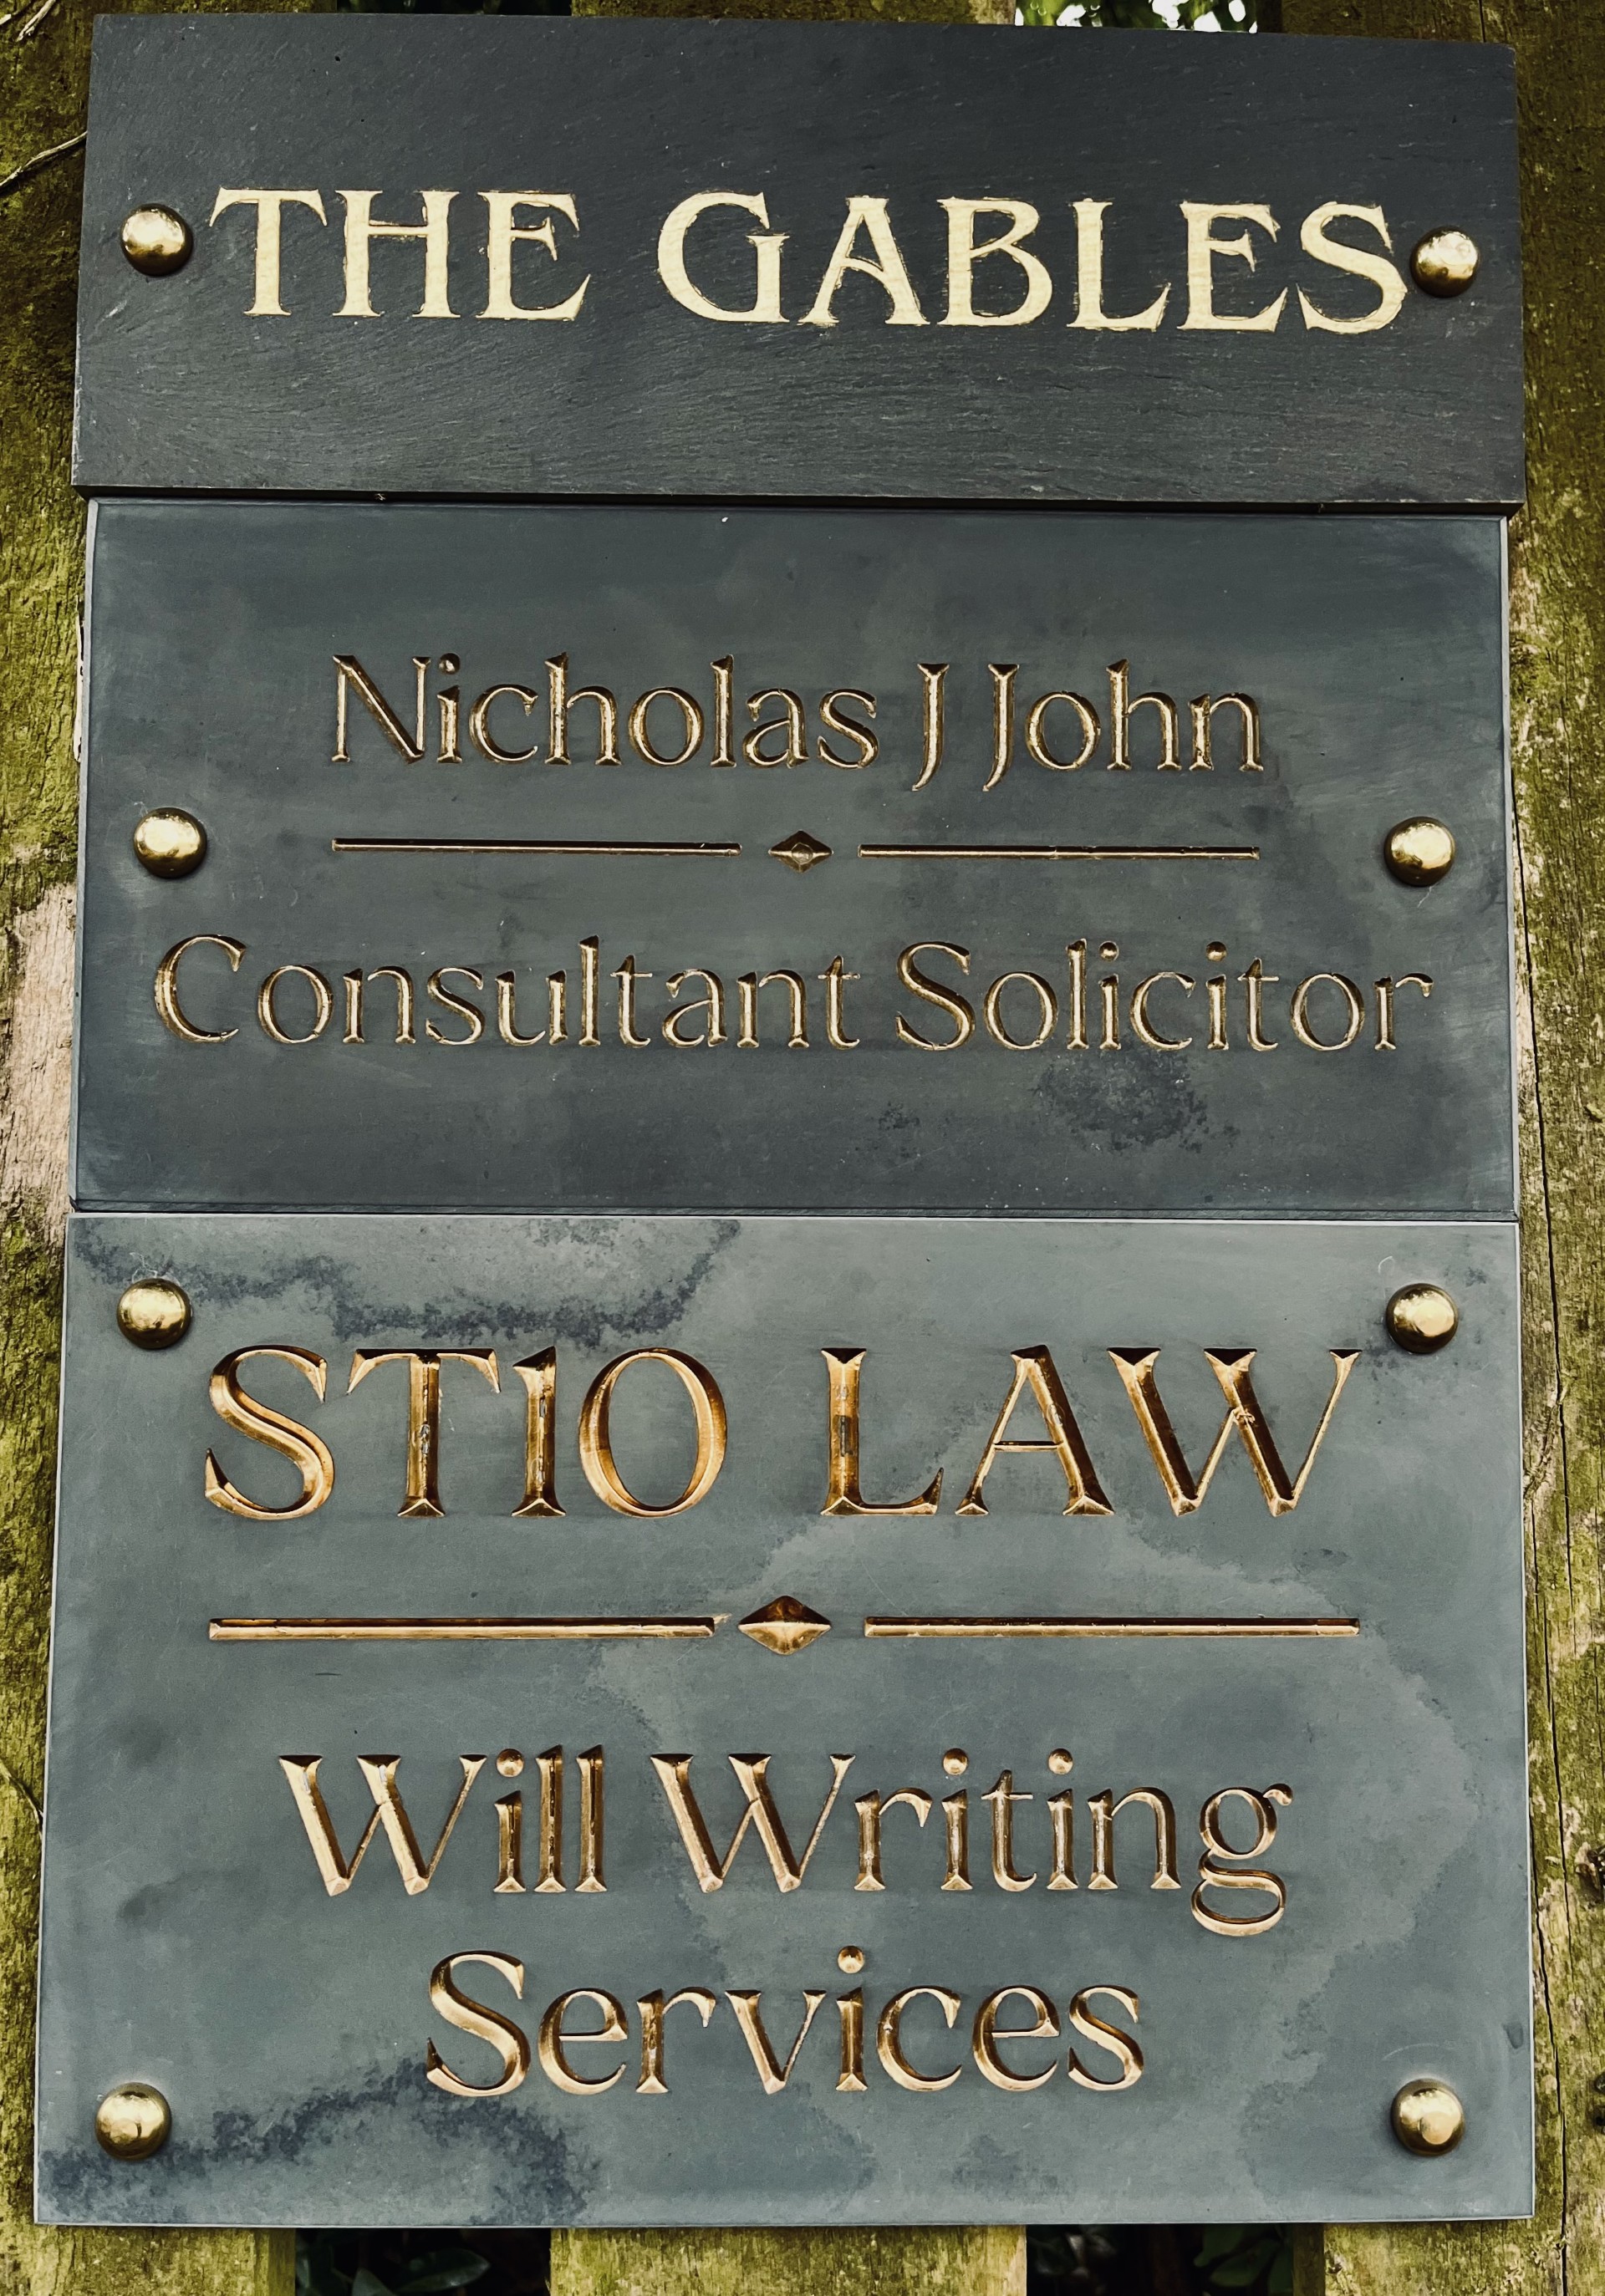 THE GABLES
Nicholas J John
Consultant Solicitor
ST10 LAW
Will Writing
Services